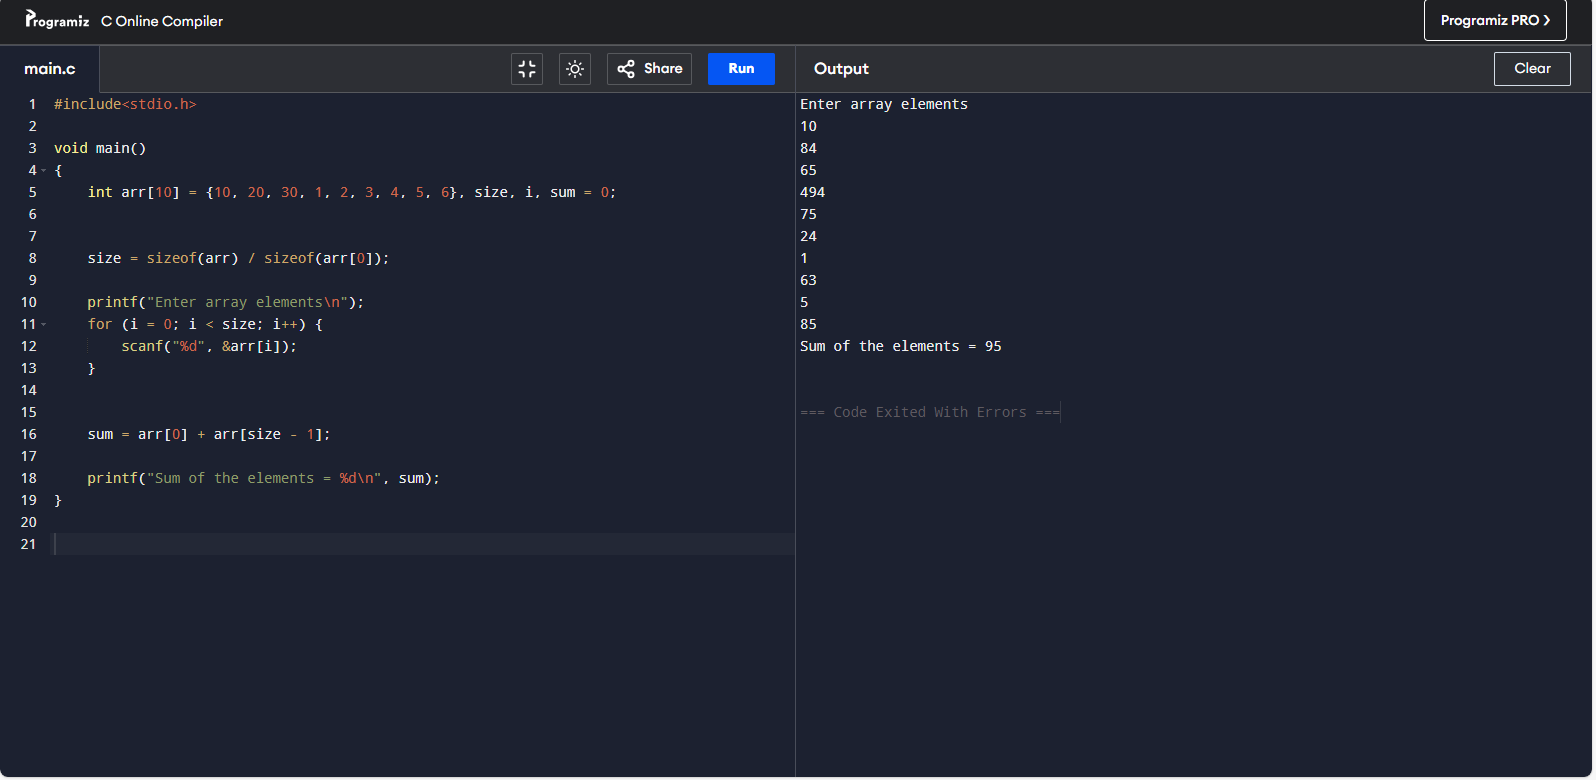 Programiz C Online Compiler
Programiz PRO ❯
main.c
Share
Run
1 #include<stdio.h>
2
3 void main()
4 {
5     int arr[10] = {10, 20, 30, 1, 2, 3, 4, 5, 6}, size, i, sum = 0;
6
7
8     size = sizeof(arr) / sizeof(arr[0]);
9
10     printf("Enter array elements\n");
11     for (i = 0; i < size; i++) {
12         scanf("%d", &arr[i]);
13     }
14
15
16     sum = arr[0] + arr[size - 1];
17
18     printf("Sum of the elements = %d\n", sum);
19 }
20
21
Output
Clear
Enter array elements
10
84
65
494
75
24
1
63
5
85
Sum of the elements = 95
=== Code Exited With Errors ===